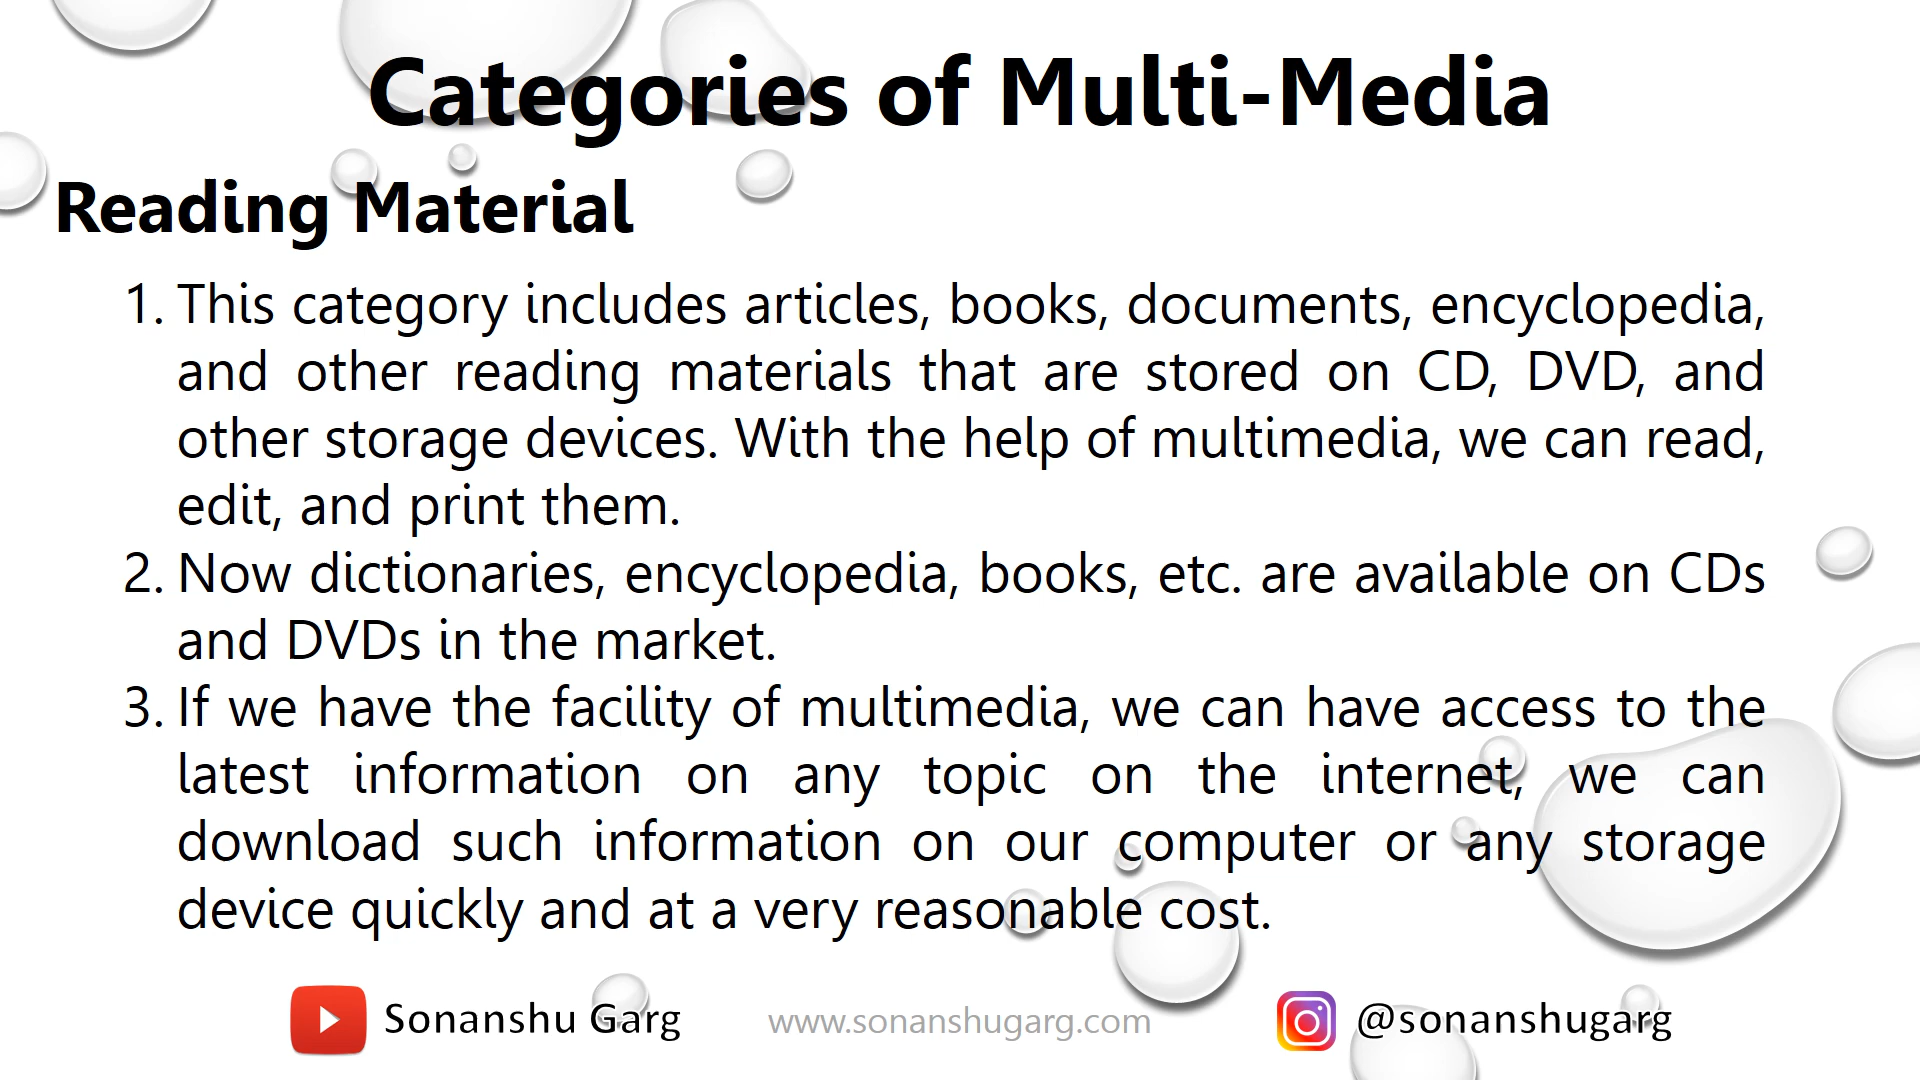 Categories of Multi-Media
Reading Material
1. This category includes articles, books, documents, encyclopedia,
and other reading materials that are stored on CD, DVD, and
other storage devices. With the help of multimedia, we can read,
edit, and print them.
2. Now dictionaries, encyclopedia, books, etc. are available on CDs
and DVDs in the market.
3. If we have the facility of multimedia, we can have access to the
latest information on any topic on the internet, we can
download such information on our computer or any storage
device quickly and at a very reasonable cost.
Sonanshu Garg www.sonanshugarg.com @sonanshugarg